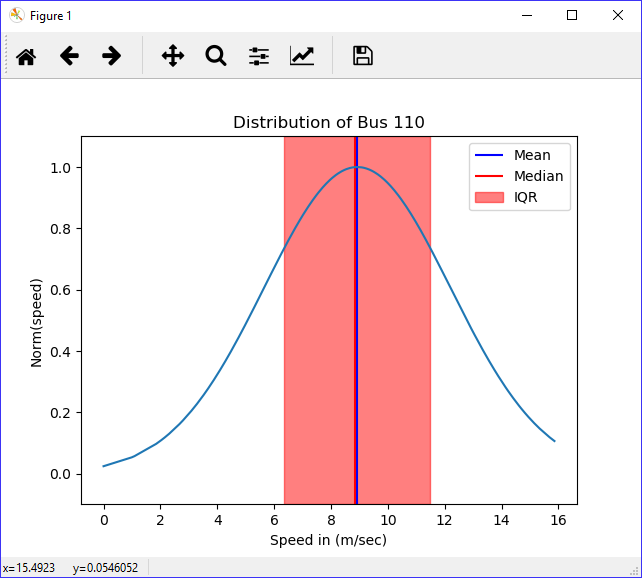 Figure 1
Distribution of Bus 110
Mean
Median
IQR
1.0
0.8
0.6
0.4
0.2
0.0
Norm(speed)
0 2 4 6 8 10 12 14 16
Speed in (m/sec)
x=15.4923 y=0.0546052